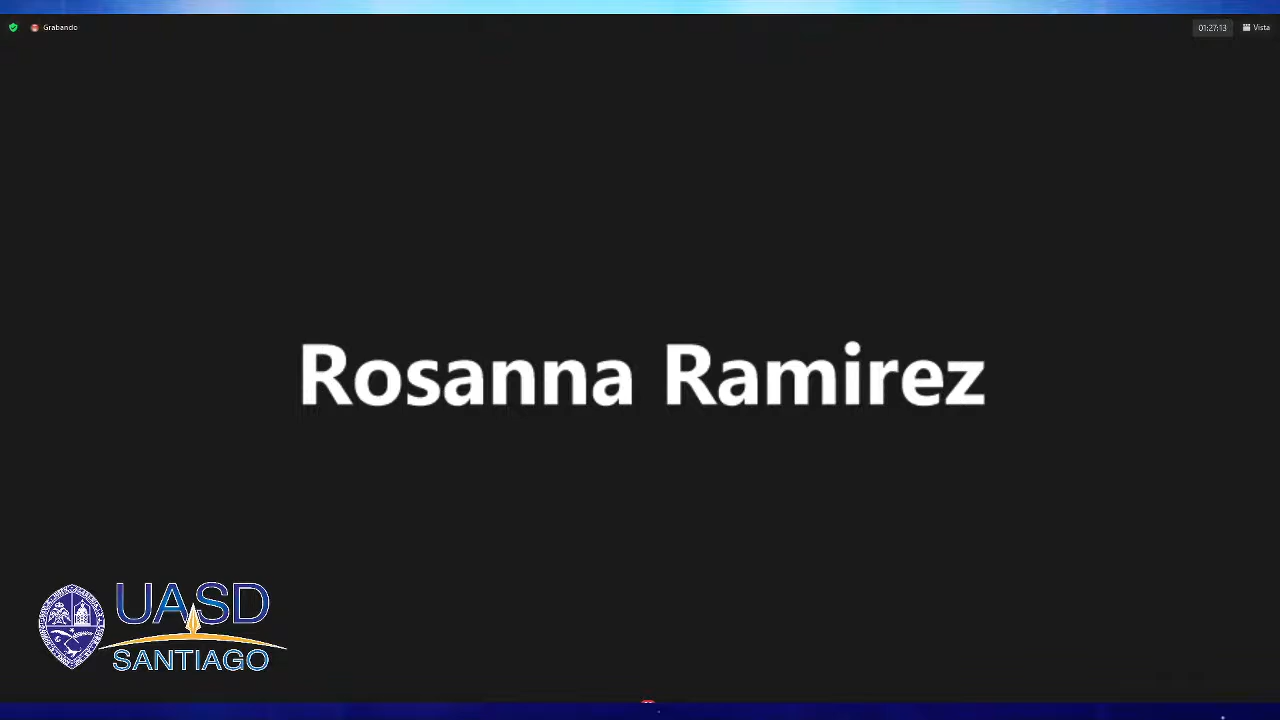 Grabando
01:27:13
Vista
Rosanna Ramirez
UASD
SANTIAGO